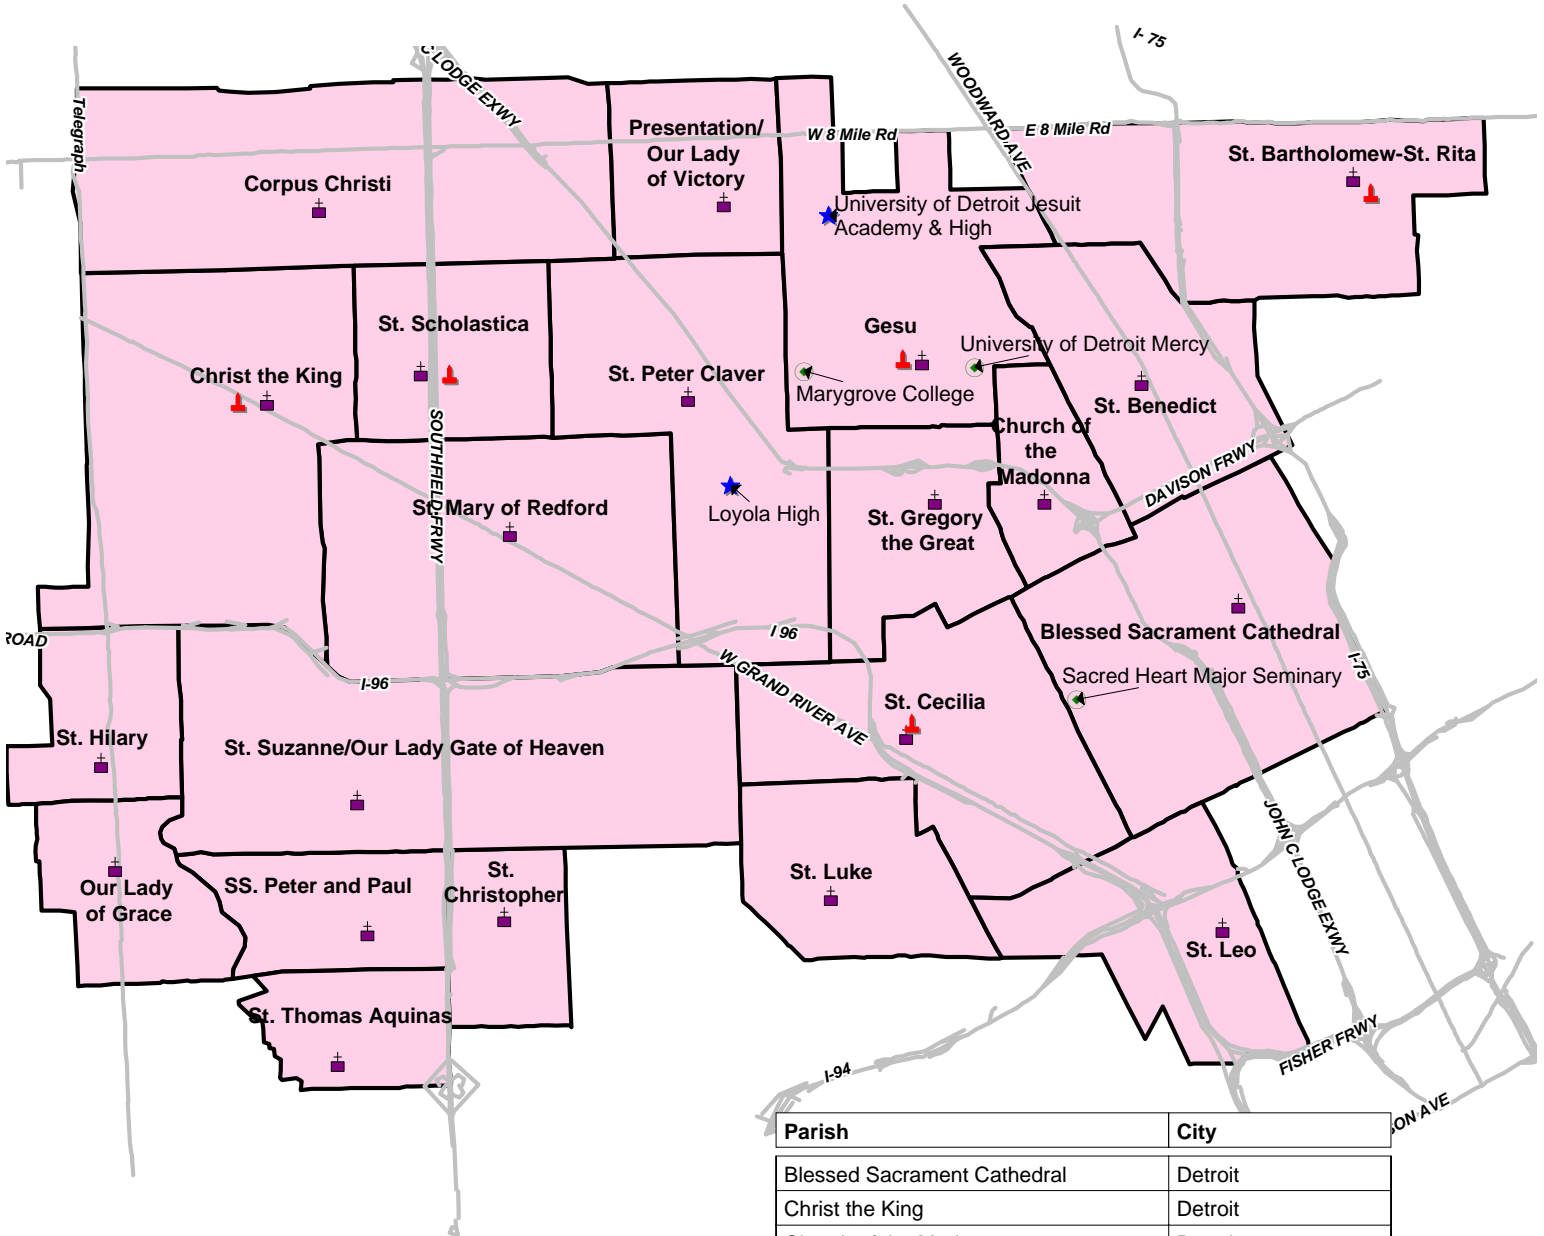 I- 75
C LODGE EXWY
WOODWARD AVE
Telegraph
W 8 Mile Rd
E 8 Mile Rd
Presentation/
Our Lady
of Victory
St. Bartholomew-St. Rita
Corpus Christi
University of Detroit Jesuit
Academy & High
St. Scholastica
Gesu
University of Detroit Mercy
Christ the King
St. Peter Claver
Marygrove College
St. Benedict
Church of
the
Madonna
SOUTHFIELD FRWY
DAVISON FRWY
St. Mary of Redford
Loyola High
St. Gregory
the Great
ROAD
I 96
Blessed Sacrament Cathedral
I-75
I-96
W GRAND RIVER AVE
Sacred Heart Major Seminary
St. Cecilia
St. Hilary
St. Suzanne/Our Lady Gate of Heaven
JOHN C LODGE EXWY
Our Lady
of Grace
SS. Peter and Paul
St.
Christopher
St. Luke
St. Leo
St. Thomas Aquinas
FISHER FRWY
I-94
SON AVE
Parish City
Blessed Sacrament Cathedral Detroit
Christ the King Detroit